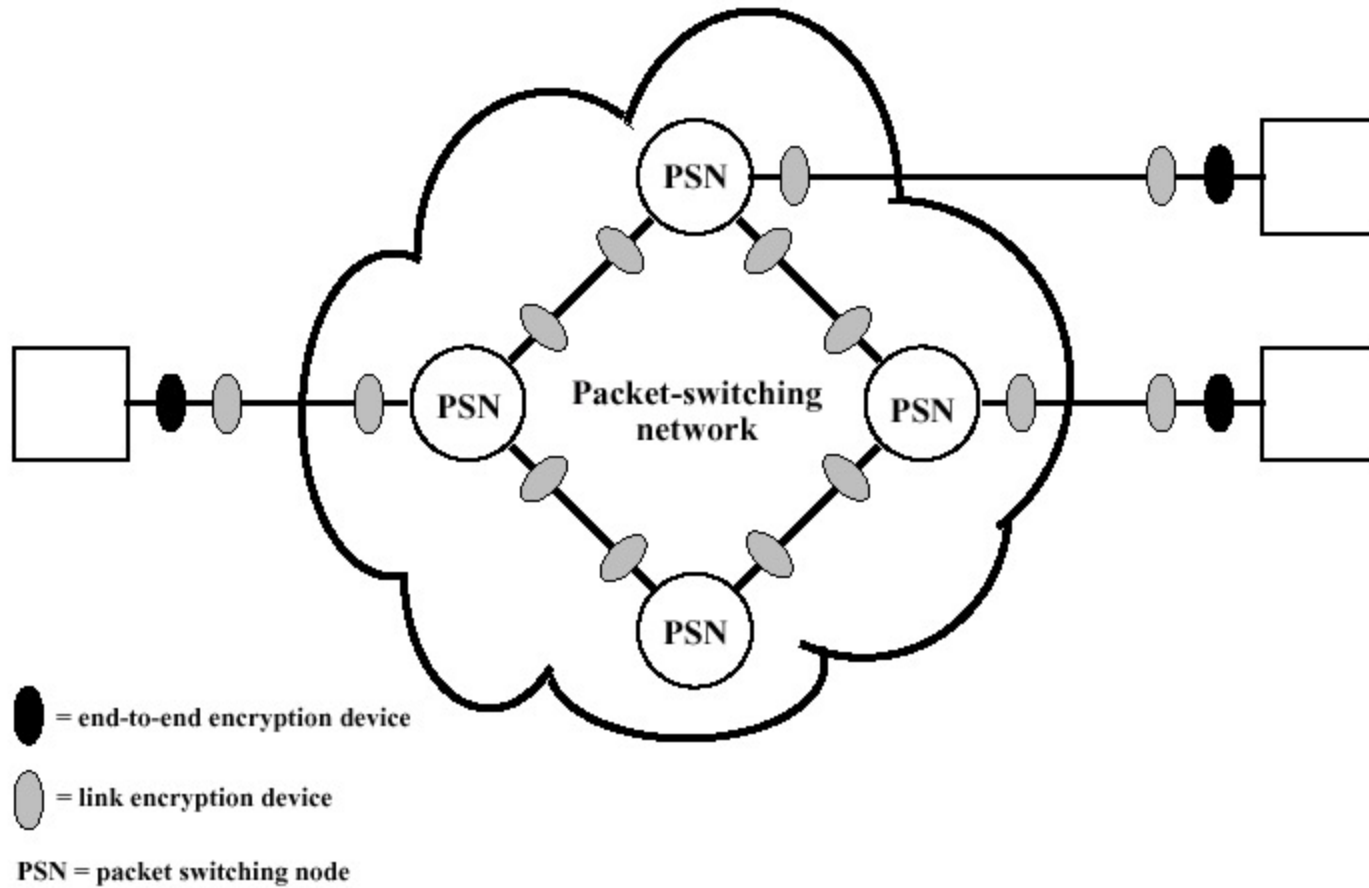 PSN
PSN
Packet-switching
network
PSN
PSN
= end-to-end encryption device
= link encryption device
PSN = packet switching node